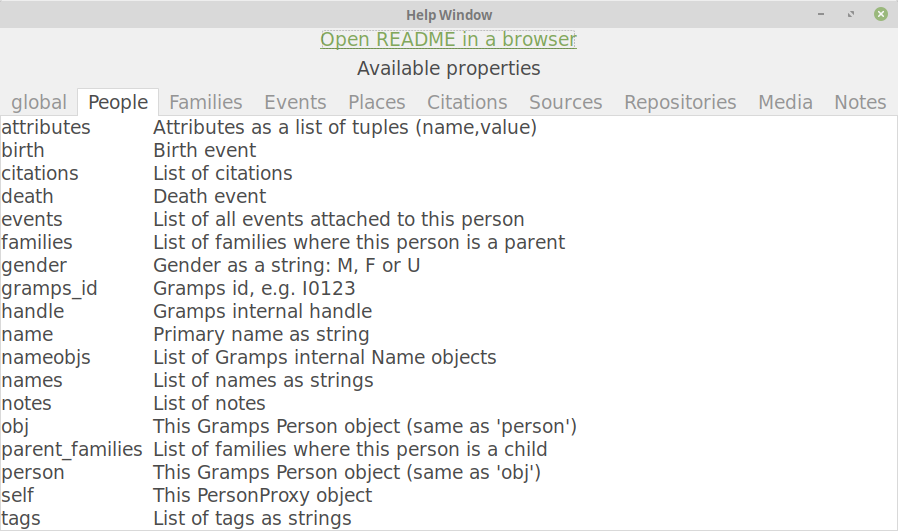 Help Window
Open README in a browser
Available properties
global People Families Events Places Citations Sources Repositories Media Notes
attributes Attributes as a list of tuples (name,value)
birth Birth event
citations List of citations
death Death event
events List of all events attached to this person
families List of families where this person is a parent
gender Gender as a string: M, F or U
gramps_id Gramps id, e.g. I0123
handle Gramps internal handle
name Primary name as string
nameobjs List of Gramps internal Name objects
names List of names as strings
notes List of notes
obj This Gramps Person object (same as 'person')
parent_families List of families where this person is a child
person This Gramps Person object (same as 'obj')
self This PersonProxy object
tags List of tags as strings